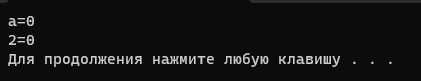 a=0
2=0
Для продолжения нажмите любую клавишу . . .